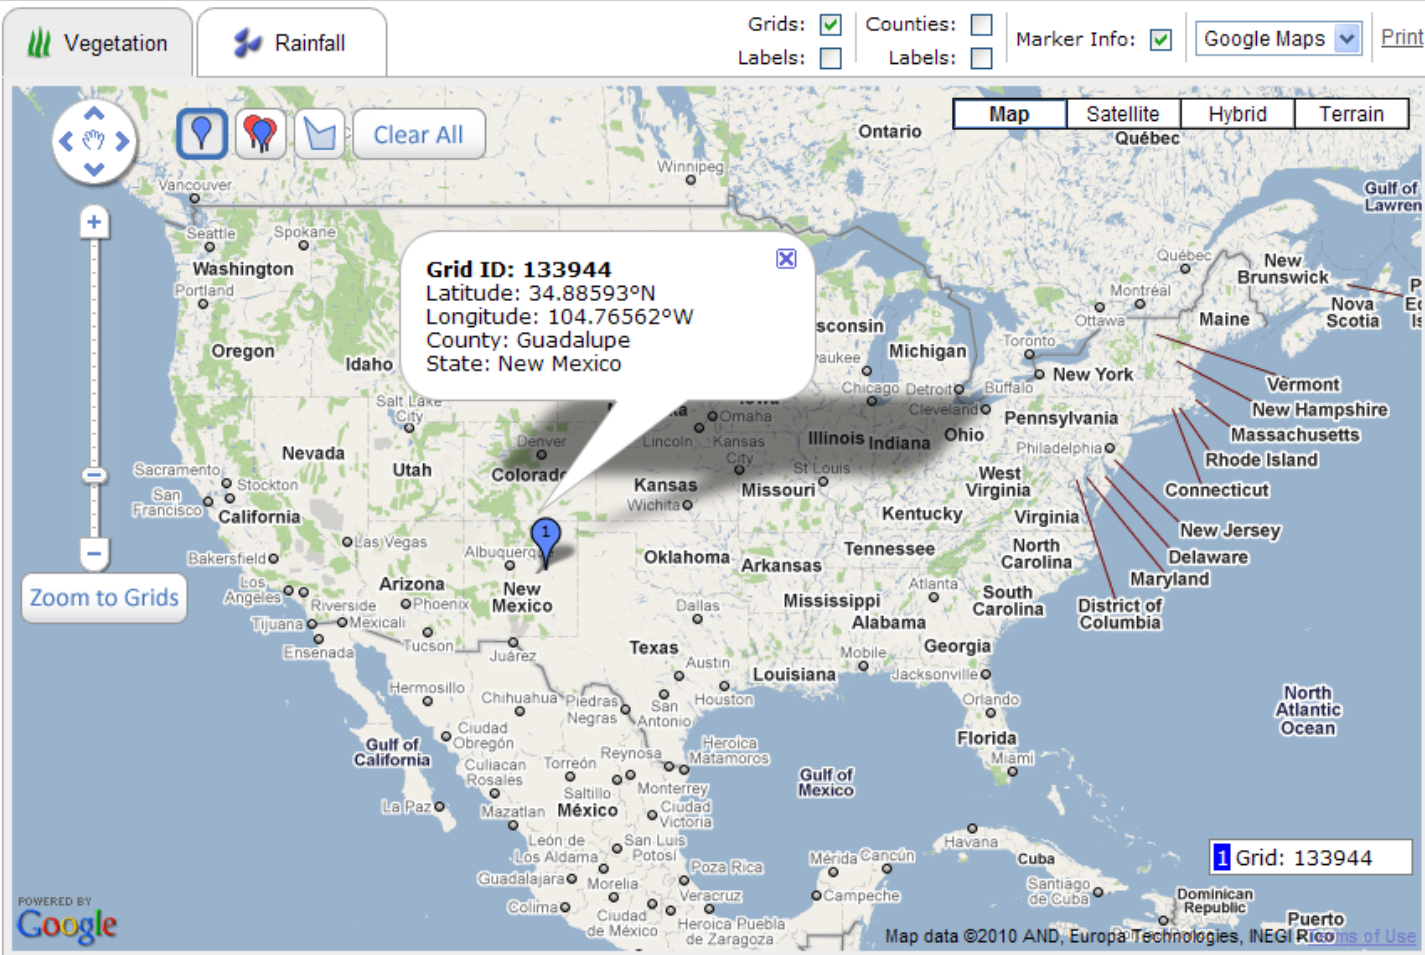 Vegetation
Rainfall
Grids:
Labels:
Counties:
Labels:
Marker Info:
Google Maps
Print
Clear All
Map
Satellite
Hybrid
Terrain
Ontario
Québec
Winnipeg
Gulf of
Lawren
Vancouver
Seattle
Spokane
Washington
Portland
Oregon
Idaho
Grid ID: 133944
Latitude: 34.88593ºN
Longitude: 104.76562ºW
County: Guadalupe
State: New Mexico
Québec
New
Brunswick
Montréal
Ottawa
Maine
Nova
Scotia
sconsin
aukee
Michigan
Toronto
Buffalo
New York
Chicago
Detroit
Cleveland
Vermont
New Hampshire
Massachusetts
Rhode Island
Connecticut
Pennsylvania
Philadelphia
New Jersey
Delaware
Maryland
District of
Columbia
Salt Lake
City
Nevada
Utah
Denver
Colorado
Omaha
Lincoln
Kansas
City
Illinois
Indiana
Ohio
St Louis
Missouri
Kansas
Wichita
West
Virginia
Kentucky
Virginia
Sacramento
Stockton
San
Francisco
California
Las Vegas
Bakersfield
Los
Angeles
Riverside
Arizona
Phoenix
Albuquerque
1
New
Mexico
Oklahoma
Arkansas
Tennessee
North
Carolina
Atlanta
South
Carolina
Mississippi
Alabama
Georgia
Dallas
Texas
Austin
Louisiana
Mobile
Jacksonville
Zoom to Grids
Tijuana
Mexicali
Ensenada
Tucson
Juárez
Hermosillo
Chihuahua
Piedras
Negras
San
Antonio
Houston
Orlando
Florida
Miami
North
Atlantic
Ocean
Gulf of
California
Ciudad
Obregón
Culiacan
Rosales
Torreón
Reynosa
Heroica
Matamoros
Gulf of
Mexico
Saltillo
Monterrey
La Paz
Mazatlan
México
Ciudad
Victoria
León de
Los Aldama
San Luis
Potosí
Guadalajara
Morelia
Poza Rica
Mérida
Cancún
Havana
Cuba
1 Grid: 133944
Colima
Ciudad
de México
Veracruz
Heroica Puebla
de Zaragoza
Campeche
Santiago
de Cuba
Dominican
Republic
Puerto
Rico
POWERED BY
Google
Map data ©2010 AND, Europa Technologies, INEGI - Terms of Use